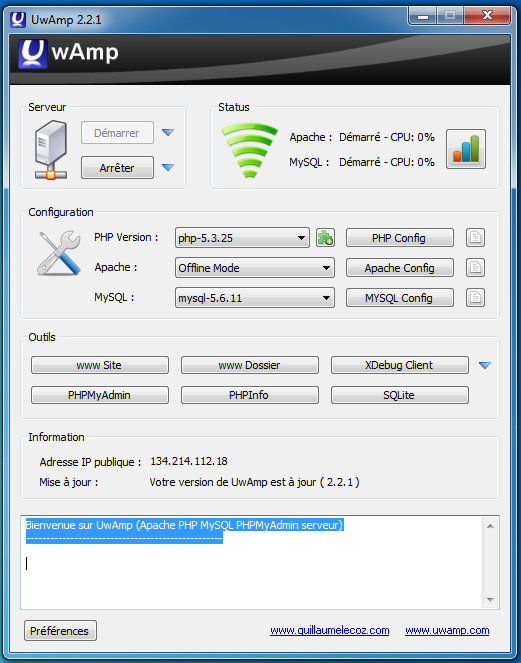 UwAmp 2.2.1
UwAmp
Serveur
Démarrer
Arrêter
Status
Apache : Démarré - CPU: 0%
MySQL : Démarré - CPU: 0%
Configuration
PHP Version : php-5.3.25 PHP Config
Apache : Offline Mode Apache Config
MySQL : mysql-5.6.11 MYSQL Config
Outils
www Site www Dossier XDebug Client
PHPMyAdmin PHPInfo SQLite
Information
Adresse IP publique : 134.214.112.18
Mise à jour : Votre version de UwAmp est à jour ( 2.2.1 )
Bienvenue sur UwAmp (Apache PHP MySQL PHPMyAdmin serveur)
--------------------------------------------------
Préférences www.guillaumelecoz.com www.uwamp.com